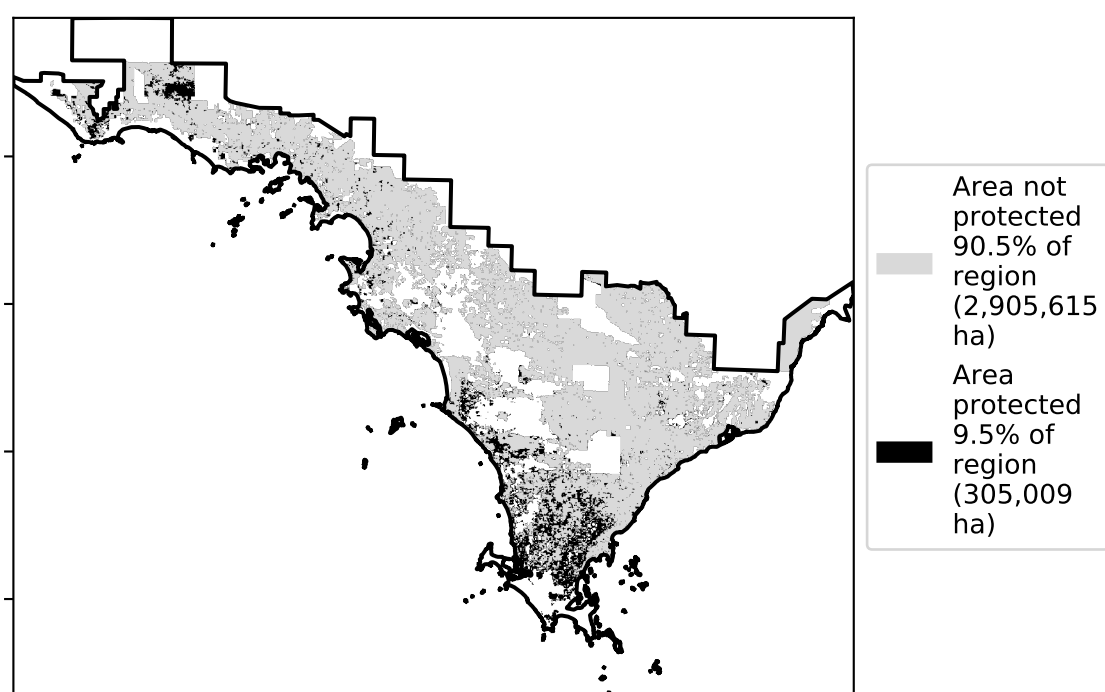 Area not
protected
90.5% of
region
(2,905,615
ha)
Area
protected
9.5% of
region
(305,009
ha)